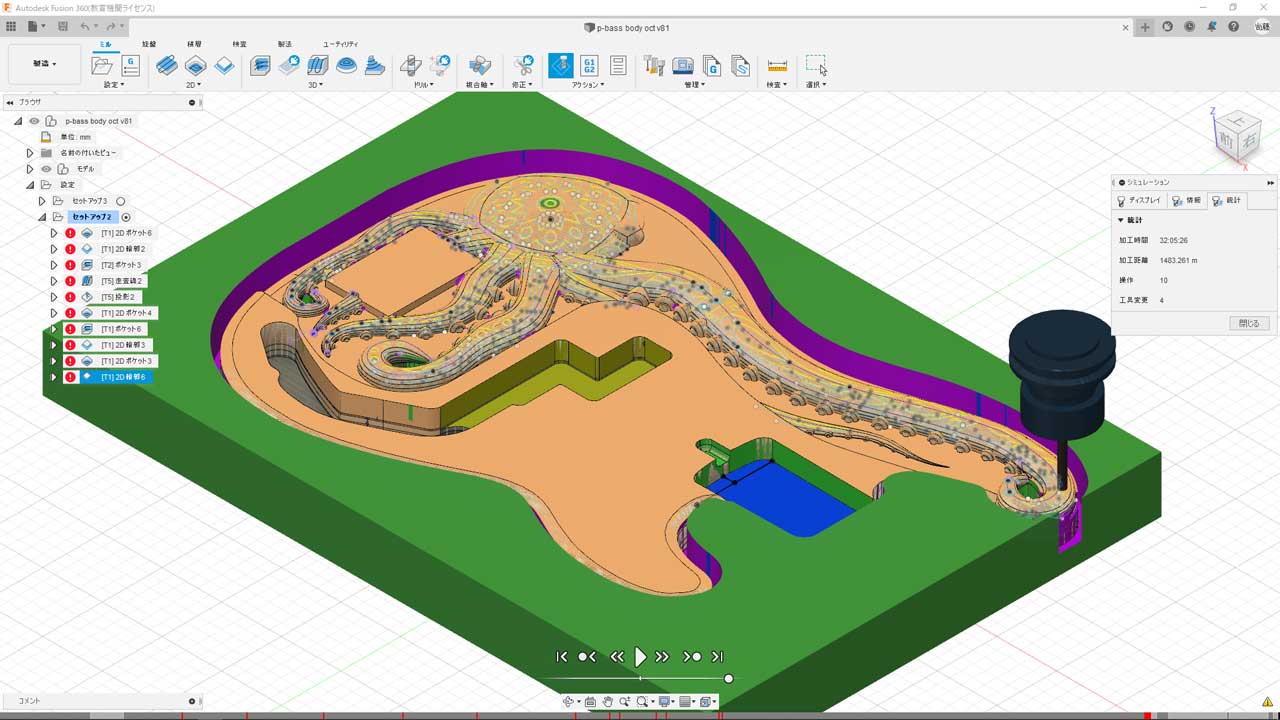 Autodesk Fusion 360(教育機関ライセンス)
p-bass body oct v81
ミル 旋盤 積層 検査 製法 ユーティリティ
G1
G2
G
製造
設定 2D 3D ドリル 複合軸 修正 アクション 管理 検査 選択
ブラウザ
p-bass body oct v81
単位: mm
名前の付いたビュー
モデル
設定
セットアップ3
セットアップ2
[T1] 2D ポケット6
[T1] 2D 輪郭2
[T2] ポケット3
[T5] 走査線2
[T5] 投影2
[T1] 2D ポケット4
[T1] ポケット6
[T1] 2D 輪郭3
[T1] 2D ポケット3
[T1] 2D 輪郭6
Z
上
前
右
X
シミュレーション
ディスプレイ 情報 統計
統計
加工時間 32:05:26
加工距離 1483.261 m
操作 10
工具変更 4
閉じる
コメント